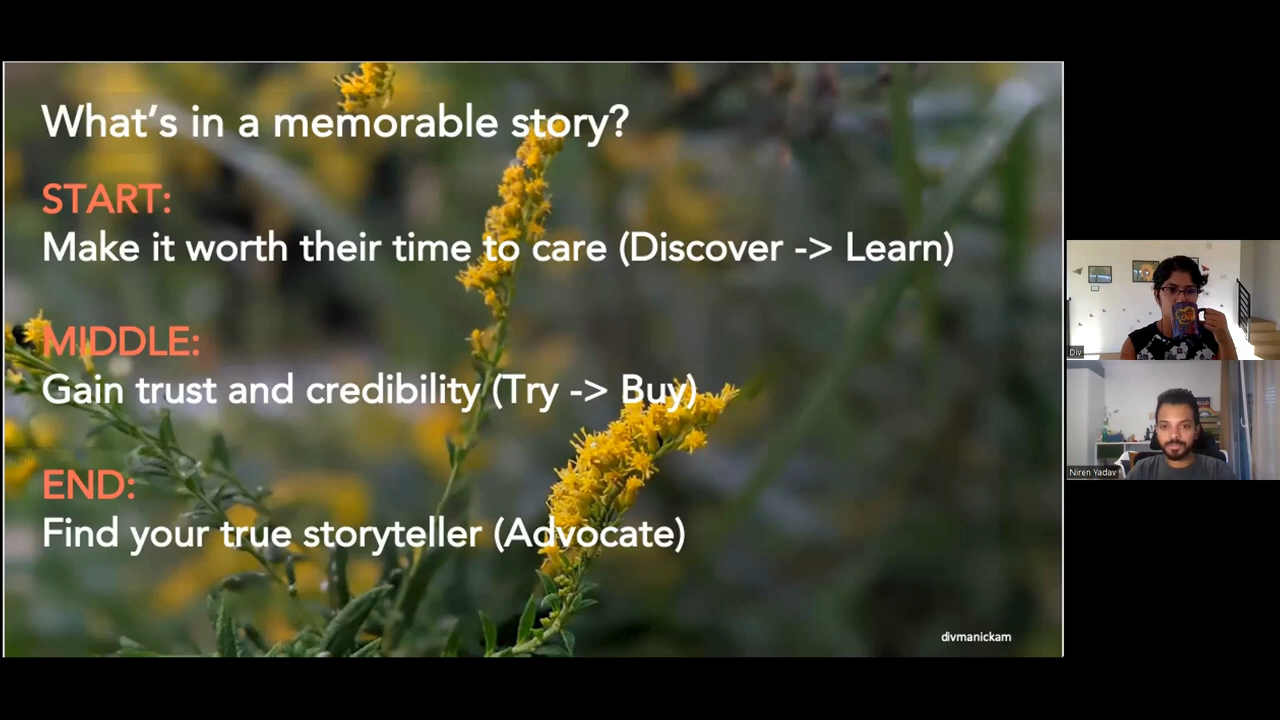 What's in a memorable story?
START:
Make it worth their time to care (Discover -> Learn)
MIDDLE:
Gain trust and credibility (Try -> Buy)
END:
Find your true storyteller (Advocate)
divmanickam
Div
Niren Yadav